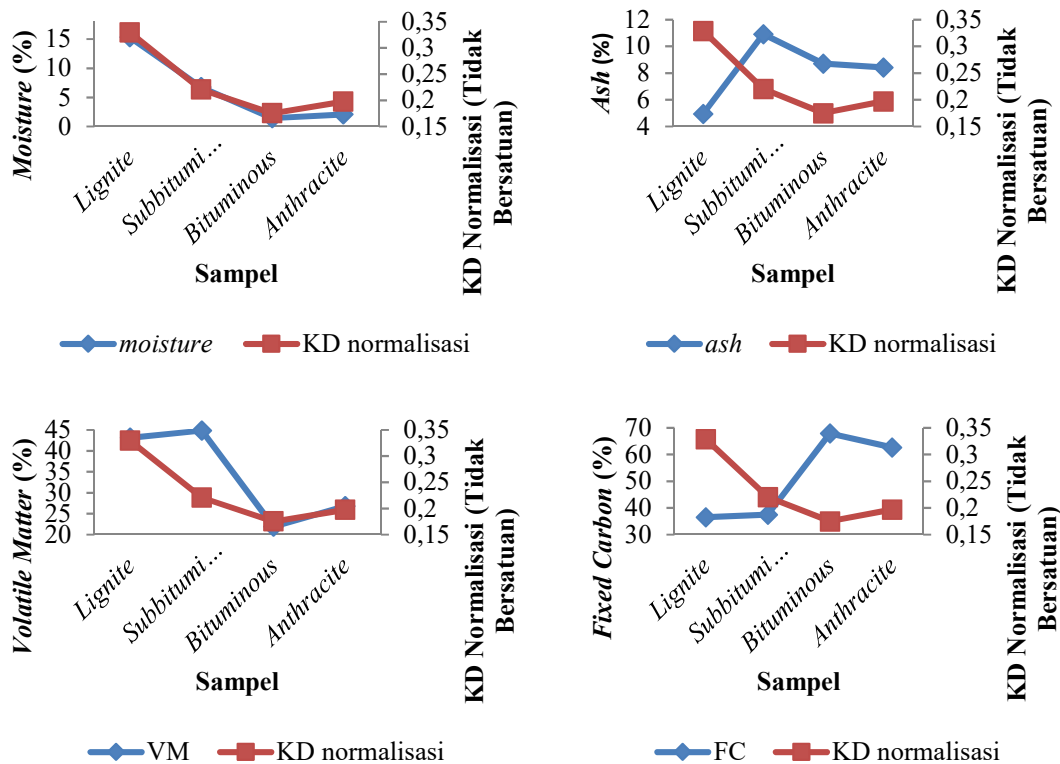 Moisture (%)
15
10
5
0
0,35
0,3
0,25
0,2
0,15
KD Normalisasi (Tidak
Bersatuan)
Lignite
Subbitumi…
Bituminous
Anthracite
Sampel
moisture
KD normalisasi
Ash (%)
12
10
8
6
4
0,35
0,3
0,25
0,2
0,15
KD Normalisasi (Tidak
Bersatuan)
Lignite
Subbitumi…
Bituminous
Anthracite
Sampel
ash
KD normalisasi
Volatile Matter (%)
45
40
35
30
25
20
0,35
0,3
0,25
0,2
0,15
KD Normalisasi (Tidak
Bersatuan)
Lignite
Subbitumi…
Bituminous
Anthracite
Sampel
VM
KD normalisasi
Fixed Carbon (%)
70
60
50
40
30
0,35
0,3
0,25
0,2
0,15
KD Normalisasi (Tidak
Bersatuan)
Lignite
Subbitumi…
Bituminous
Anthracite
Sampel
FC
KD normalisasi